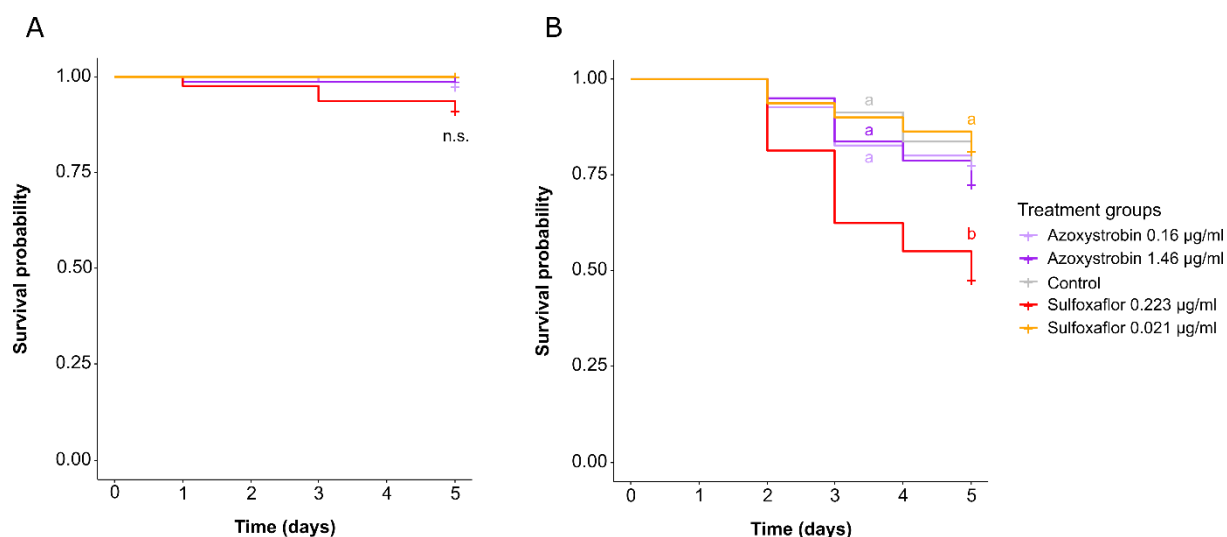 A
Survival probability
1.00
0.75
0.50
0.25
0.00
n.s.
0 1 2 3 4 5
Time (days)
B
Survival probability
1.00
0.75
0.50
0.25
0.00
a
a
a
a
b
0 1 2 3 4 5
Time (days)
Treatment groups
Azoxystrobin 0.16 µg/ml
Azoxystrobin 1.46 µg/ml
Control
Sulfoxaflor 0.223 µg/ml
Sulfoxaflor 0.021 µg/ml